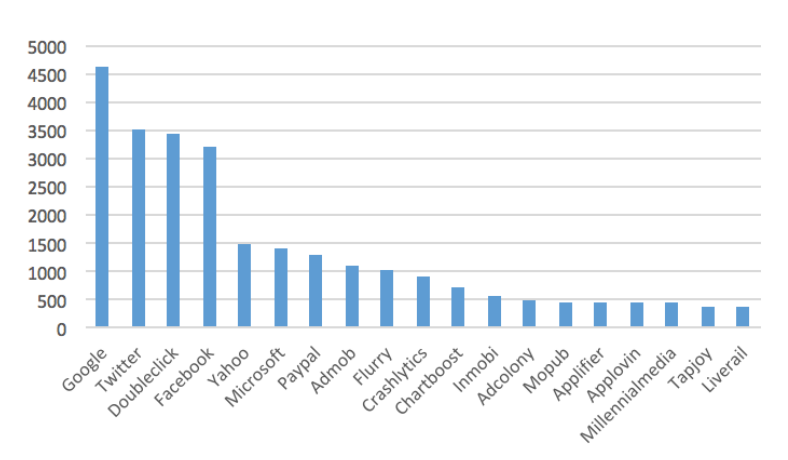 5000
4500
4000
3500
3000
2500
2000
1500
1000
500
0
Google
Twitter
Doubleclick
Facebook
Yahoo
Microsoft
Paypal
Admob
Flurry
Crashlytics
Chartboost
Inmobi
Adcolony
Mopub
Applifier
Applovin
Millennialmedia
Tapjoy
Liverail